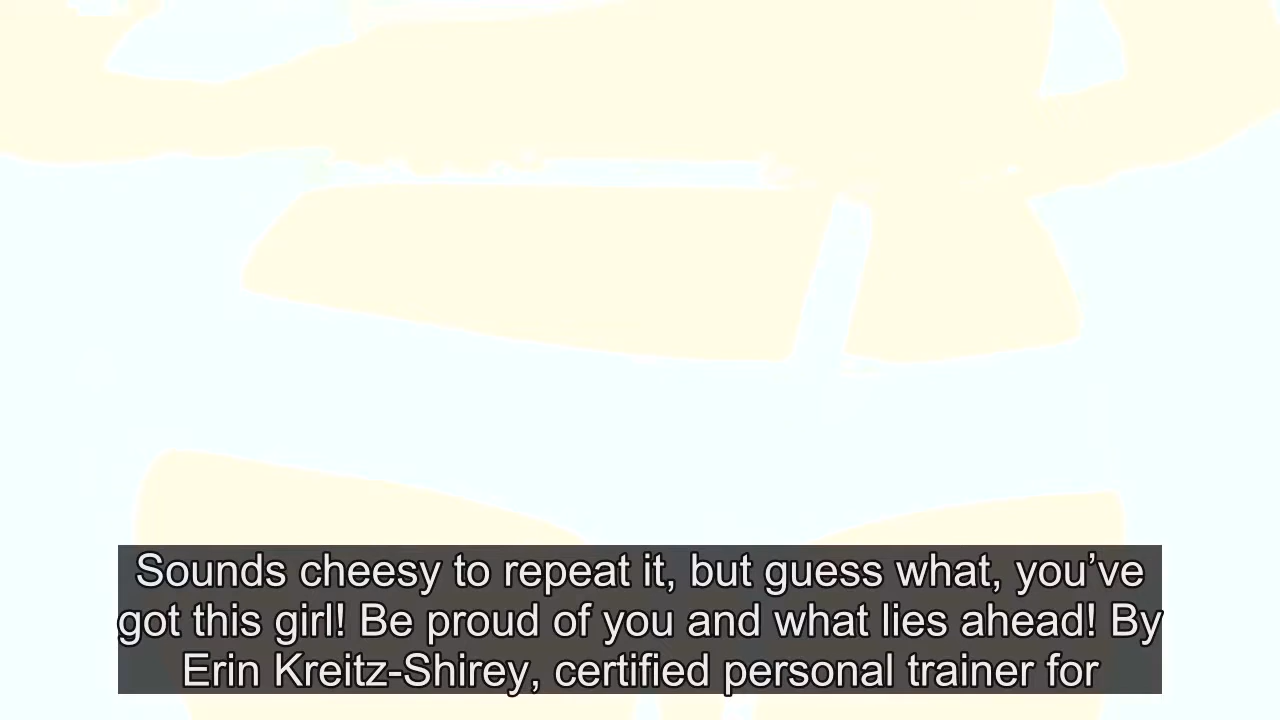 Sounds cheesy to repeat it, but guess what, you’ve
got this girl! Be proud of you and what lies ahead! By
Erin Kreitz-Shirey, certified personal trainer for